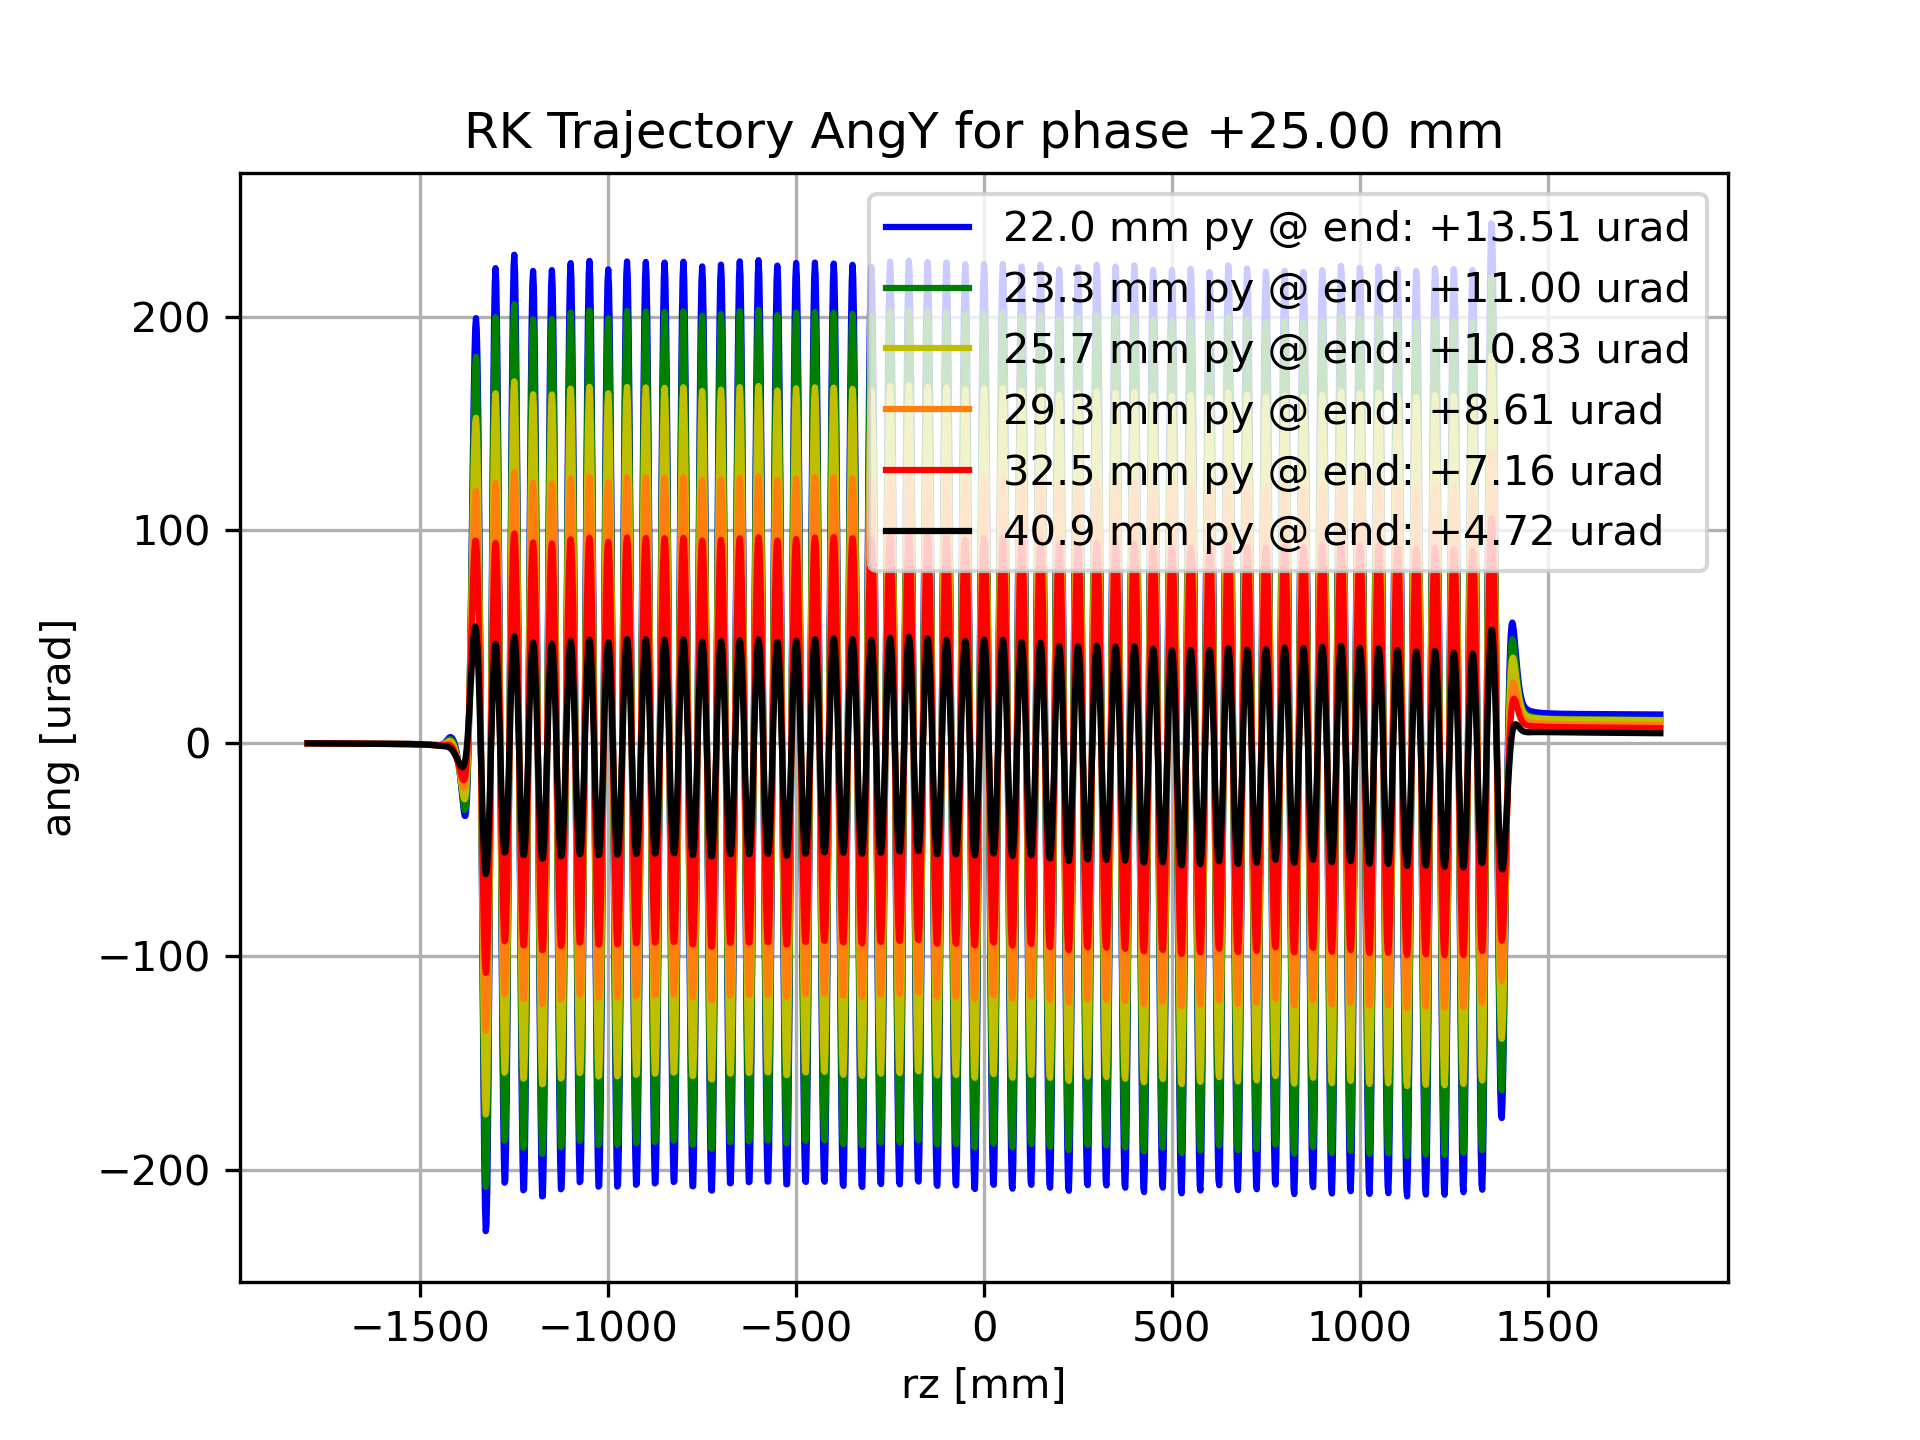 RK Trajectory AngY for phase +25.00 mm
22.0 mm py @ end: +13.51 urad
23.3 mm py @ end: +11.00 urad
25.7 mm py @ end: +10.83 urad
29.3 mm py @ end: +8.61 urad
32.5 mm py @ end: +7.16 urad
40.9 mm py @ end: +4.72 urad
200
100
0
−100
−200
ang [urad]
−1500 −1000 −500 0 500 1000 1500
rz [mm]